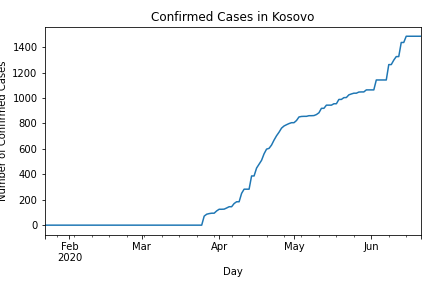 Confirmed Cases in Kosovo
Number of Confirmed Cases
1400
1200
1000
800
600
400
200
0
Feb
2020
Mar
Apr
May
Jun
Day